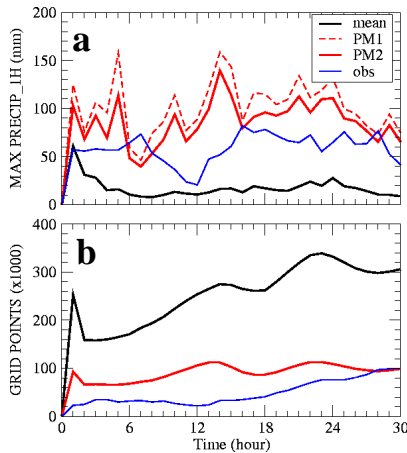 200
150
100
50
0
MAX PRECIP_1H (mm)
a
mean
PM1
PM2
obs
400
300
200
100
0
GRID POINTS (x1000)
b
0 6 12 18 24 30
Time (hour)